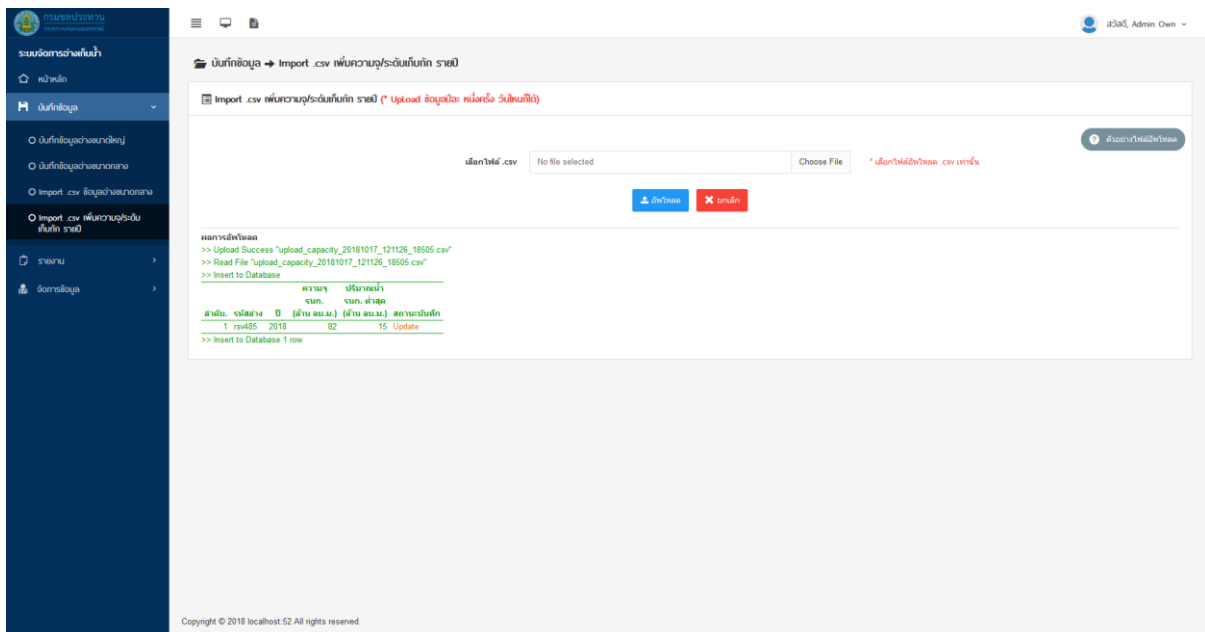 กรมชลประทาน
สวัสดี, Admin Own
ระบบจัดการอ่างเก็บน้ำ
หน้าหลัก
บันทึกข้อมูล
บันทึกข้อมูลอ่างขนาดใหญ่
บันทึกข้อมูลอ่างขนาดกลาง
Import .csv ข้อมูลอ่างขนาดกลาง
Import .csv เพิ่มความจุ/ระดับ
เก็บกัก รายปี
รายงาน
จัดการข้อมูล
บันทึกข้อมูล ➔ Import .csv เพิ่มความจุ/ระดับเก็บกัก รายปี
Import .csv เพิ่มความจุ/ระดับเก็บกัก รายปี (* UpLoad ข้อมูลปีละ หนึ่งครั้ง วันไหนก็ได้)
ตัวอย่างไฟล์อัพโหลด
เลือกไฟล์ .csv No file selected Choose File * เลือกไฟล์อัพโหลด .csv เท่านั้น
อัพโหลด ยกเลิก
ผลการอัพโหลด
>> Upload Success "upload_capacity_20181017_121126_18505.csv"
>> Read File "upload_capacity_20181017_121126_18505.csv"
>> Insert to Database
ความจุ ปริมาณน้ำ
รนก. รนก. ต่ำสุด
ลำดับ. รหัสอ่าง ปี (ล้าน ลบ.ม.) (ล้าน ลบ.ม.) สถานะบันทึก
1 rsv485 2018 82 15 Update
>> Insert to Database 1 row
Copyright © 2018 localhost:52 All rights reserved.